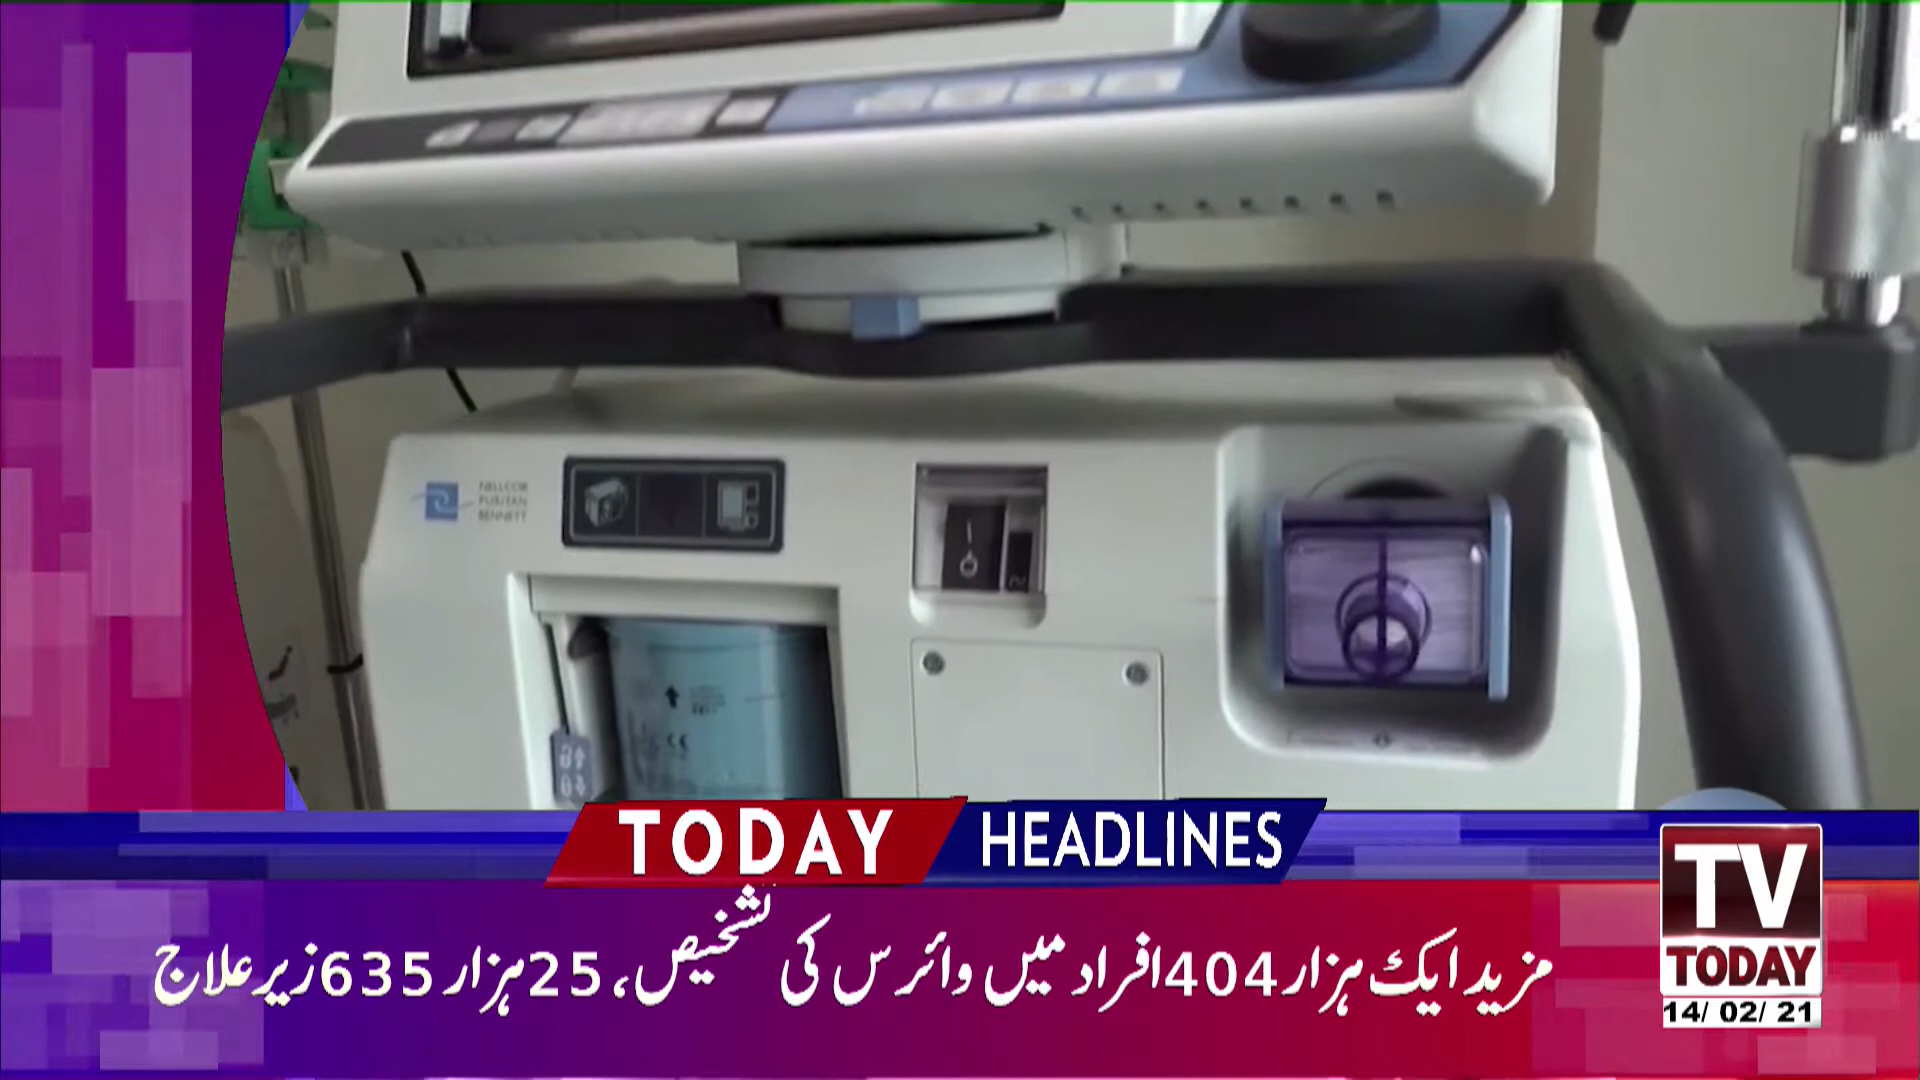 NELLCOR
PURITAN
BENNETT
CE
TODAY HEADLINES
مزید ایک ہزار 404 افراد میں وائرس کی تشخیص، 25 ہزار 635 زیر علاج
TV
TODAY
14/ 02/ 21